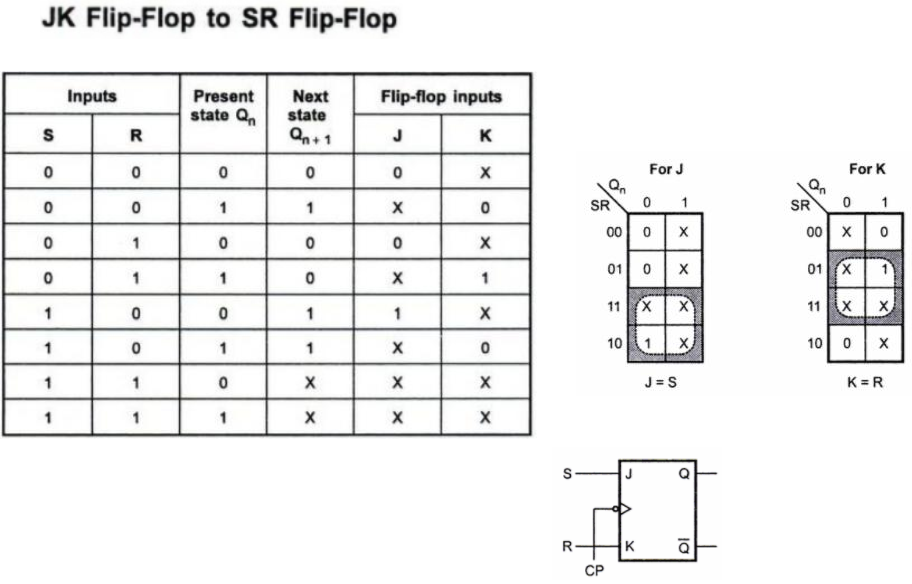 JK Flip-Flop to SR Flip-Flop
Inputs Present state Qn Next state Qn + 1 Flip-flop inputs
S R J K
0 0 0 0 0 X
0 0 1 1 X 0
0 1 0 0 0 X
0 1 1 0 X 1
1 0 0 1 1 X
1 0 1 1 X 0
1 1 0 X X X
1 1 1 X X X
For J
Qn
SR 0 1
00 0 X
01 0 X
11 X X
10 1 X
J = S
For K
Qn
SR 0 1
00 X 0
01 X 1
11 X X
10 0 X
K = R
S J Q
R K Q̅
CP